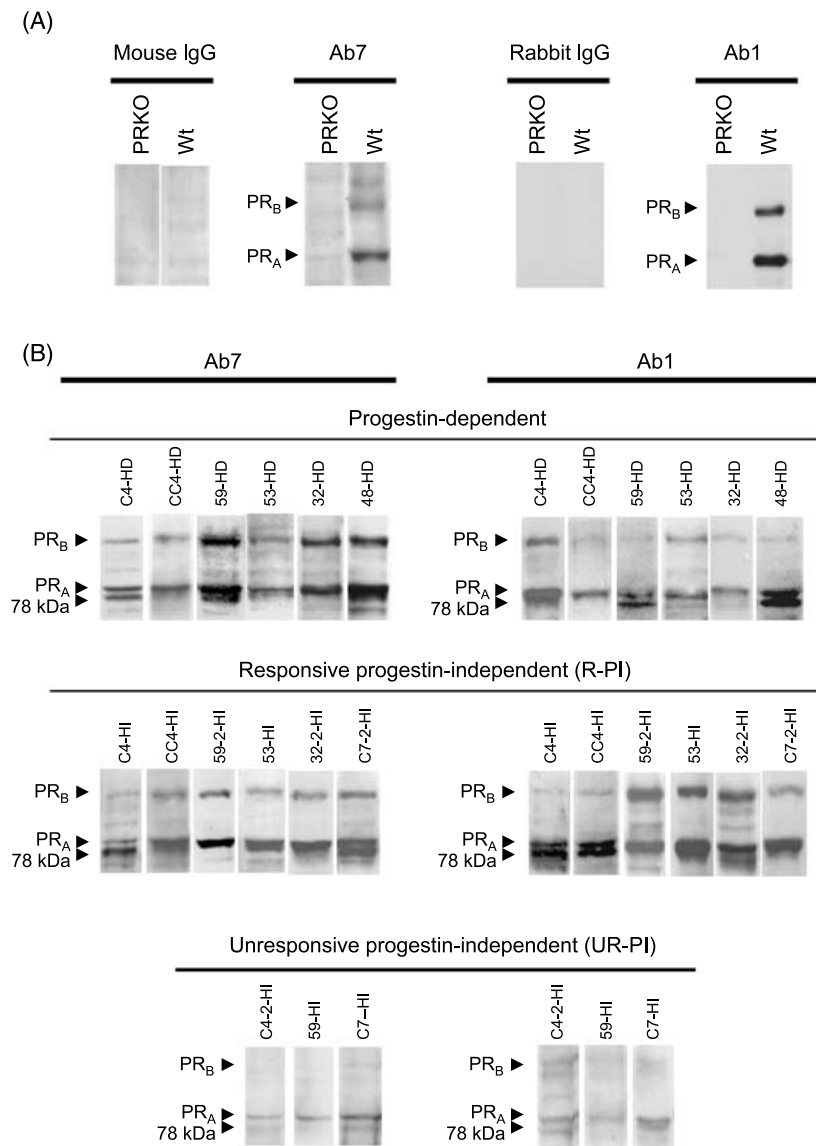 (A)
Mouse IgG Ab7 Rabbit IgG Ab1
PRKO Wt PRKO Wt PRKO Wt PRKO Wt
PRB ► PRB ►
PRA ► PRA ►
(B)
Ab7 Ab1
Progestin-dependent
C4-HD CC4-HD 59-HD 53-HD 32-HD 48-HD C4-HD CC4-HD 59-HD 53-HD 32-HD 48-HD
PRB ► PRB ►
PRA ► PRA ►
78 kDa ► 78 kDa ►
Responsive progestin-independent (R-PI)
C4-HI CC4-HI 59-2-HI 53-HI 32-2-HI C7-2-HI C4-HI CC4-HI 59-2-HI 53-HI 32-2-HI C7-2-HI
PRB ► PRB ►
PRA ► PRA ►
78 kDa ► 78 kDa ►
Unresponsive progestin-independent (UR-PI)
C4-2-HI 59-HI C7–HI C4-2-HI 59-HI C7-HI
PRB ► PRB ►
PRA ► PRA ►
78 kDa ► 78 kDa ►